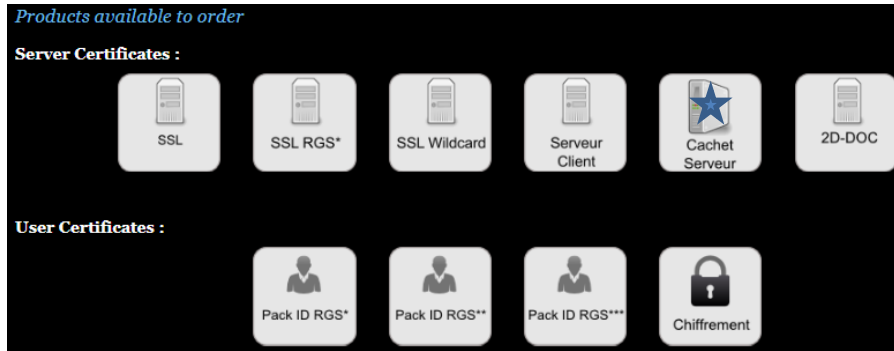 Products available to order
Server Certificates :
SSL
SSL RGS*
SSL Wildcard
Serveur
Client
Cachet
Serveur
2D-DOC
User Certificates :
Pack ID RGS*
Pack ID RGS**
Pack ID RGS***
Chiffrement